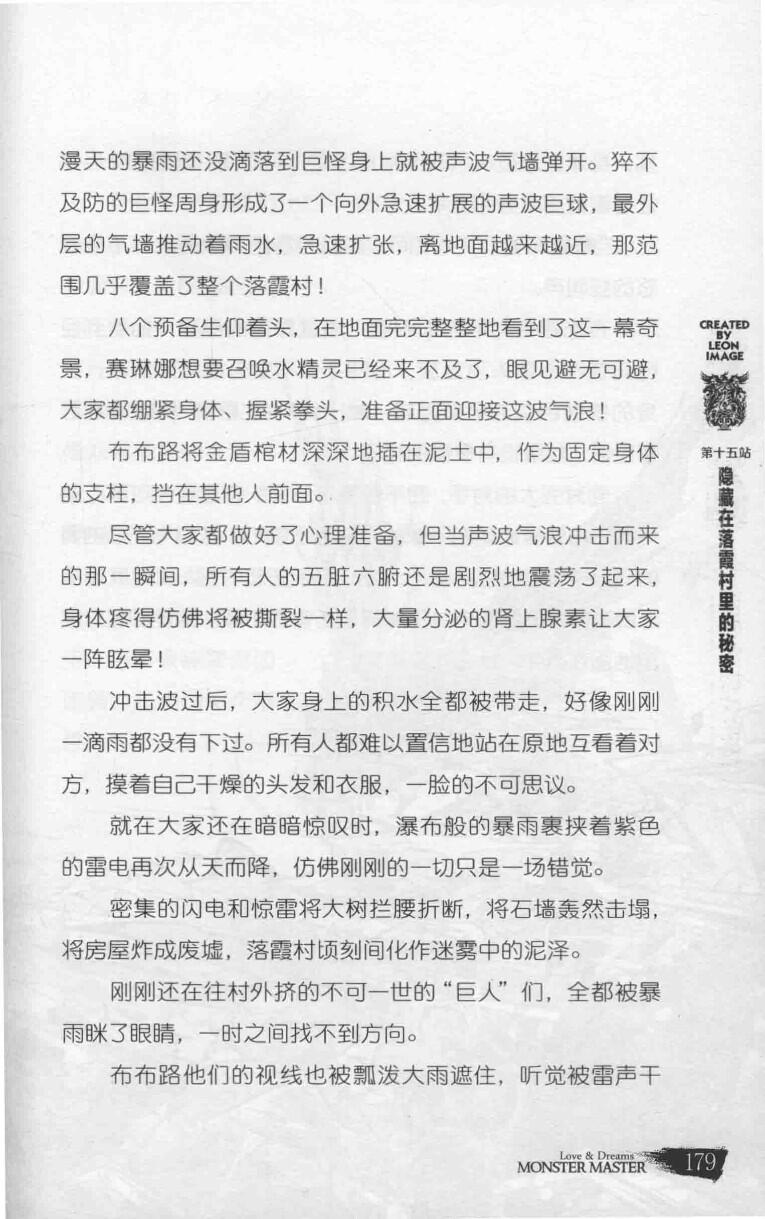 漫天的暴雨还没滴落到巨怪身上就被声波气墙弹开。猝不
及防的巨怪周身形成了一个向外急速扩展的声波巨球，最外
层的气墙推动着雨水，急速扩张，离地面越来越近，那范
围几乎覆盖了整个落霞村！
八个预备生仰着头，在地面完完整整地看到了这一幕奇
景，赛琳娜想要召唤水精灵已经来不及了，眼见避无可避，
大家都绷紧身体、握紧拳头，准备正面迎接这波气浪！
布布路将金盾棺材深深地插在泥土中，作为固定身体
的支柱，挡在其他人前面。
尽管大家都做好了心理准备，但当声波气浪冲击而来
的那一瞬间，所有人的五脏六腑还是剧烈地震荡了起来，
身体疼得仿佛将被撕裂一样，大量分泌的肾上腺素让大家
一阵眩晕！
冲击波过后，大家身上的积水全都被带走，好像刚刚
一滴雨都没有下过。所有人都难以置信地站在原地互看着对
方，摸着自己干燥的头发和衣服，一脸的不可思议。
就在大家还在暗暗惊叹时，瀑布般的暴雨裹挟着紫色
的雷电再次从天而降，仿佛刚刚的一切只是一场错觉。
密集的闪电和惊雷将大树拦腰折断，将石墙轰然击塌，
将房屋炸成废墟，落霞村顷刻间化作迷雾中的泥泽。
刚刚还在往村外挤的不可一世的“巨人”们，全都被暴
雨眯了眼睛，一时之间找不到方向。
布布路他们的视线也被瓢泼大雨遮住，听觉被雷声干
CREATED
BY
LEON
IMAGE
第十五站
隐藏在落霞村里的秘密
Love & Dreams
MONSTER MASTER
179